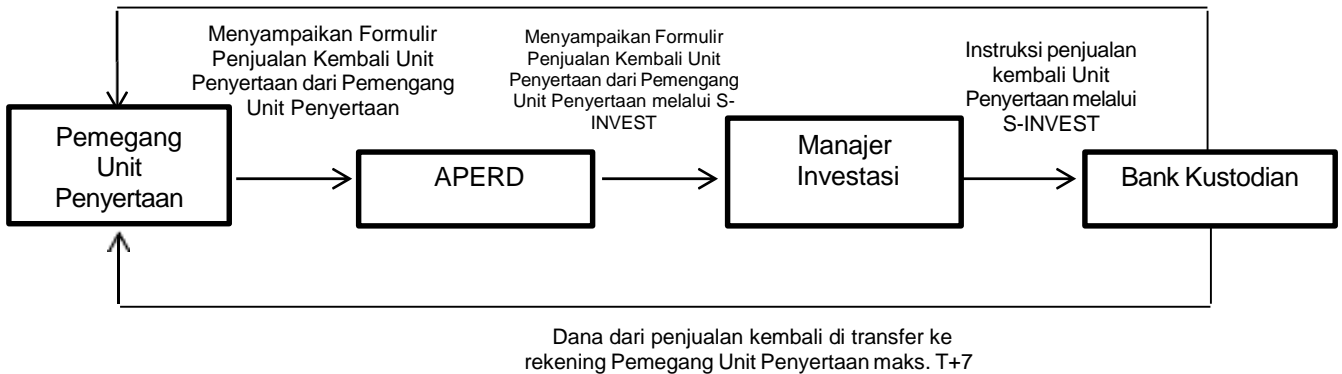 Menyampaikan Formulir
Penjualan Kembali Unit
Penyertaan dari Pemengang
Unit Penyertaan
Menyampaikan Formulir
Penjualan Kembali Unit
Penyertaan dari Pemengang
Unit Penyertaan melalui S-
INVEST
Instruksi penjualan
kembali Unit
Penyertaan melalui
S-INVEST
Pemegang
Unit
Penyertaan
APERD
Manajer
Investasi
Bank Kustodian
Dana dari penjualan kembali di transfer ke
rekening Pemegang Unit Penyertaan maks. T+7